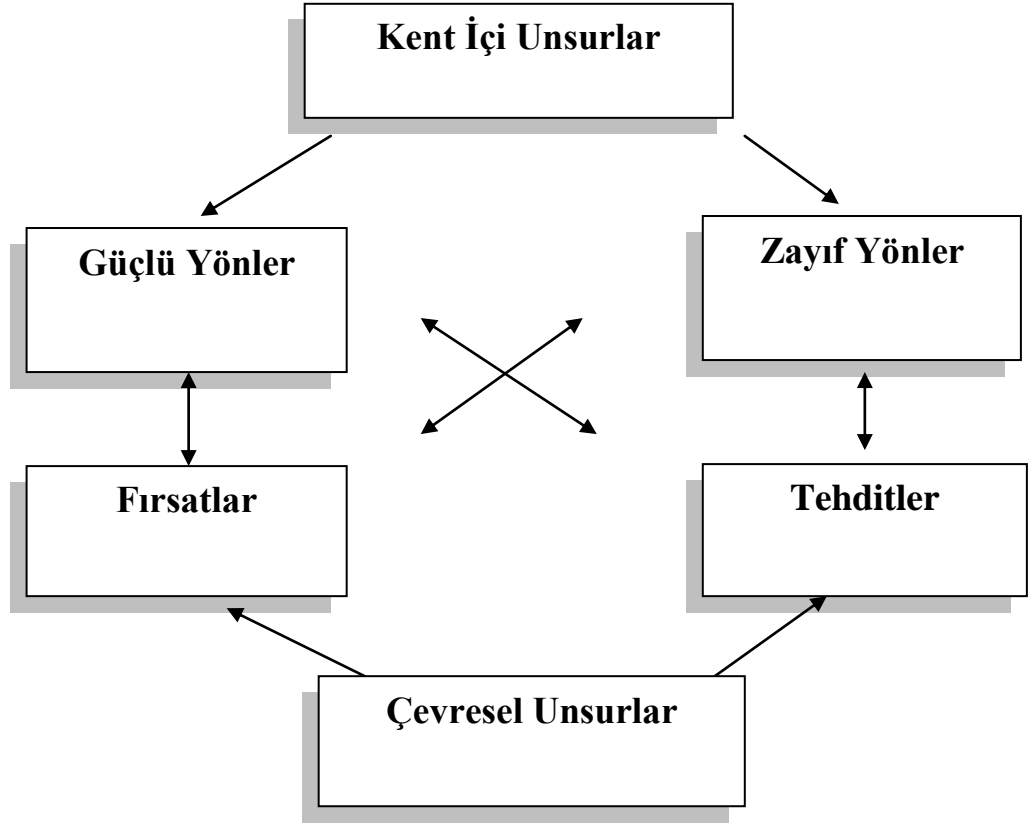 Kent İçi Unsurlar
Güçlü Yönler
Zayıf Yönler
Fırsatlar
Tehditler
Çevresel Unsurlar